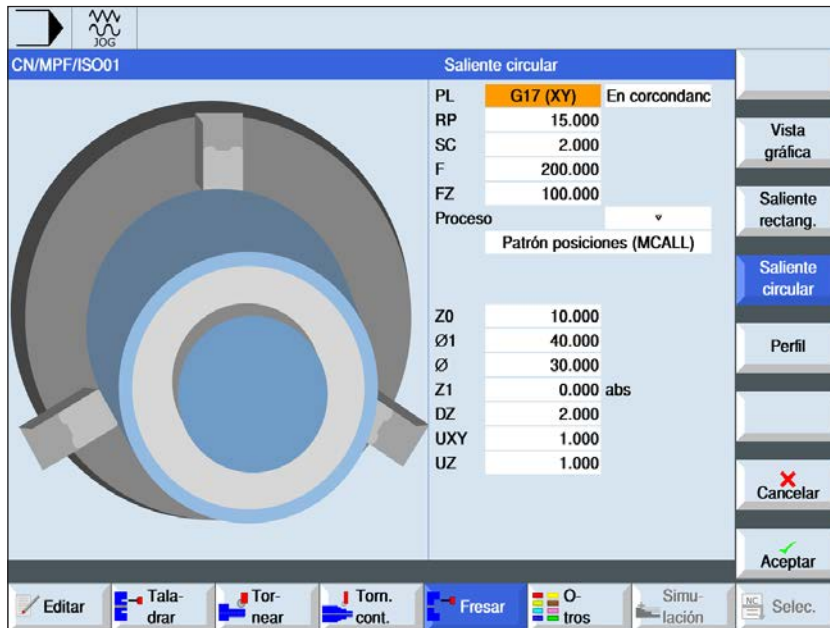 JOG
CN/MPF/ISO01
Saliente circular
PL G17 (XY) En corcordanc
RP 15.000
SC 2.000
F 200.000
FZ 100.000
Proceso ▿
Patrón posiciones (MCALL)
Z0 10.000
Ø1 40.000
Ø 30.000
Z1 0.000 abs
DZ 2.000
UXY 1.000
UZ 1.000
Vista
gráfica
Saliente
rectang.
Saliente
circular
Perfil
Cancelar
Aceptar
Editar
Tala-
drar
Tor-
near
Torn.
cont.
Fresar
O-
tros
Simu-
lación
NC
Selec.